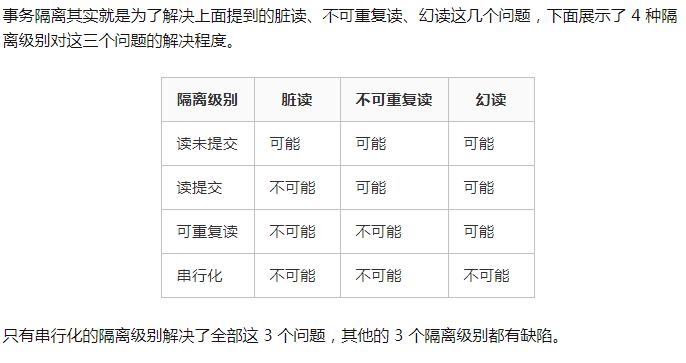 事务隔离其实就是为了解决上面提到的脏读、不可重复读、幻读这几个问题，下面展示了 4 种隔
离级别对这三个问题的解决程度。
隔离级别 脏读 不可重复读 幻读
读未提交 可能 可能 可能
读提交 不可能 可能 可能
可重复读 不可能 不可能 可能
串行化 不可能 不可能 不可能
只有串行化的隔离级别解决了全部这 3 个问题，其他的 3 个隔离级别都有缺陷。